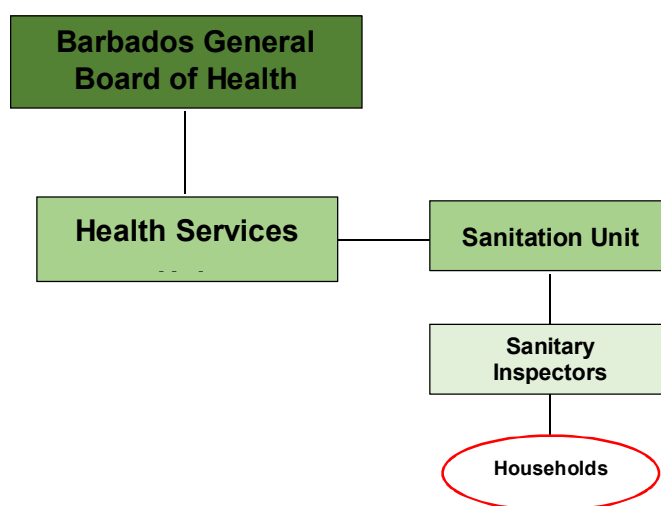 Barbados General
Board of Health
Health Services
Sanitation Unit
Sanitary
Inspectors
Households